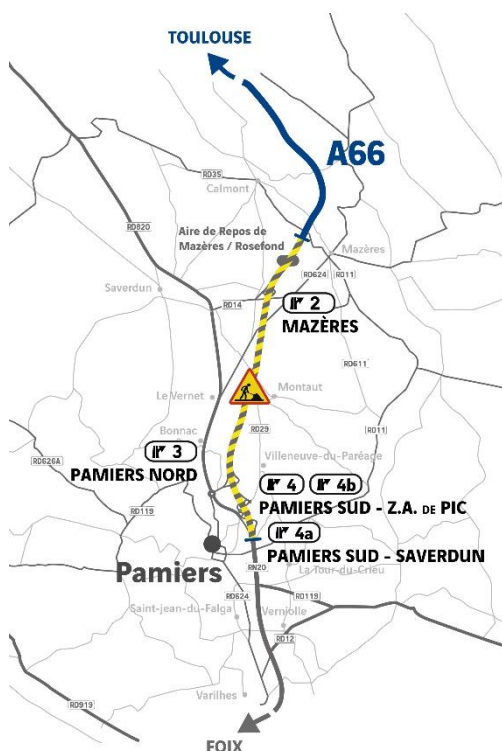 TOULOUSE
A66
RD35
Calmont
RD820
Aire de Repos de
Mazères / Rosefond
Mazères
RD624
RD11
Saverdun
RD14
2
MAZÈRES
RD611
Le Vernet
Montaut
RD29
RD11
Bonnac
3
PAMIERS NORD
Villeneuve-du-Paréage
RD626A
4
4b
PAMIERS SUD - Z.A. DE PIC
RD119
4a
PAMIERS SUD - SAVERDUN
Pamiers
RN20
La Tour-du-Crieu
RD624
RD119
Saint-Jean-du-Falga
Verniolle
RD12
Varilhes
RD919
FOIX